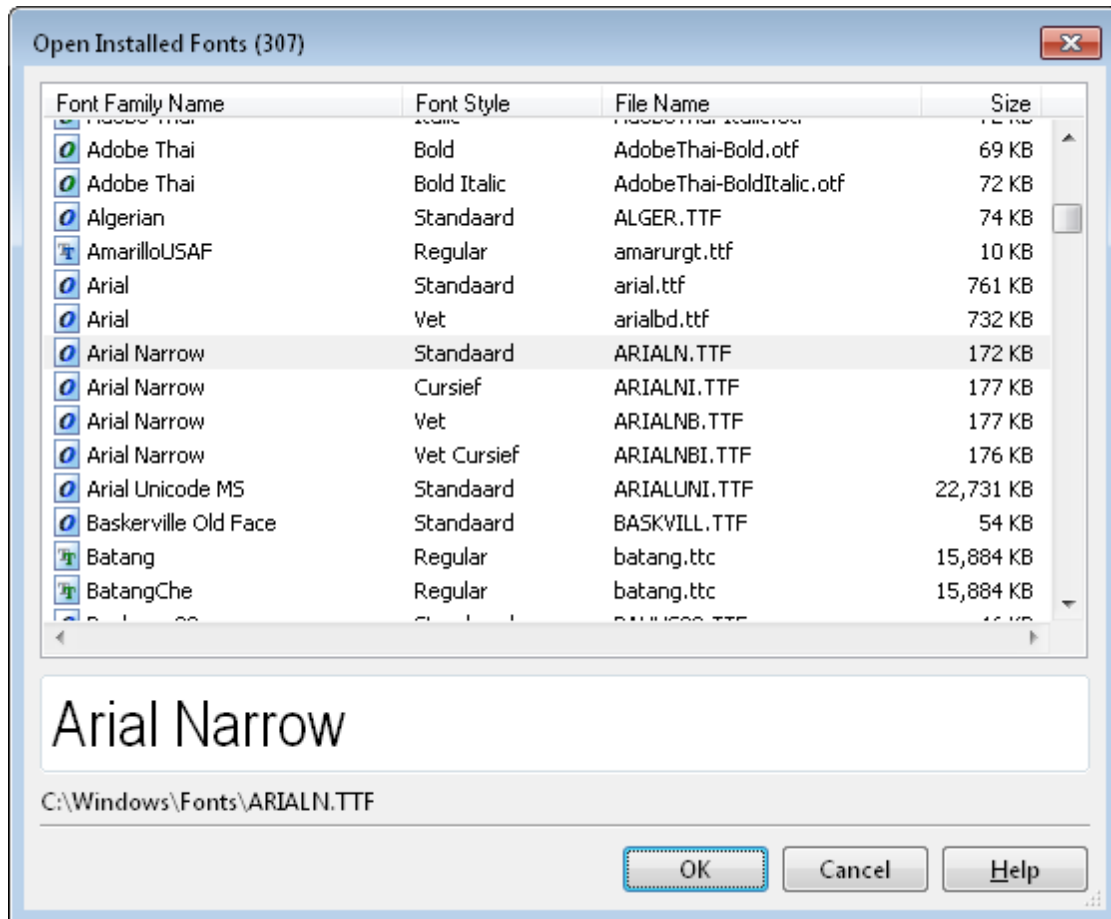 Open Installed Fonts (307)
Font Family Name Font Style File Name Size
Adobe Thai Bold AdobeThai-Bold.otf 69 KB
Adobe Thai Bold Italic AdobeThai-BoldItalic.otf 72 KB
Algerian Standaard ALGER.TTF 74 KB
AmarilloUSAF Regular amarurgt.ttf 10 KB
Arial Standaard arial.ttf 761 KB
Arial Vet arialbd.ttf 732 KB
Arial Narrow Standaard ARIALN.TTF 172 KB
Arial Narrow Cursief ARIALNI.TTF 177 KB
Arial Narrow Vet ARIALNB.TTF 177 KB
Arial Narrow Vet Cursief ARIALNBI.TTF 176 KB
Arial Unicode MS Standaard ARIALUNI.TTF 22,731 KB
Baskerville Old Face Standaard BASKVILL.TTF 54 KB
Batang Regular batang.ttc 15,884 KB
BatangChe Regular batang.ttc 15,884 KB
Arial Narrow
C:\Windows\Fonts\ARIALN.TTF
OK Cancel Help